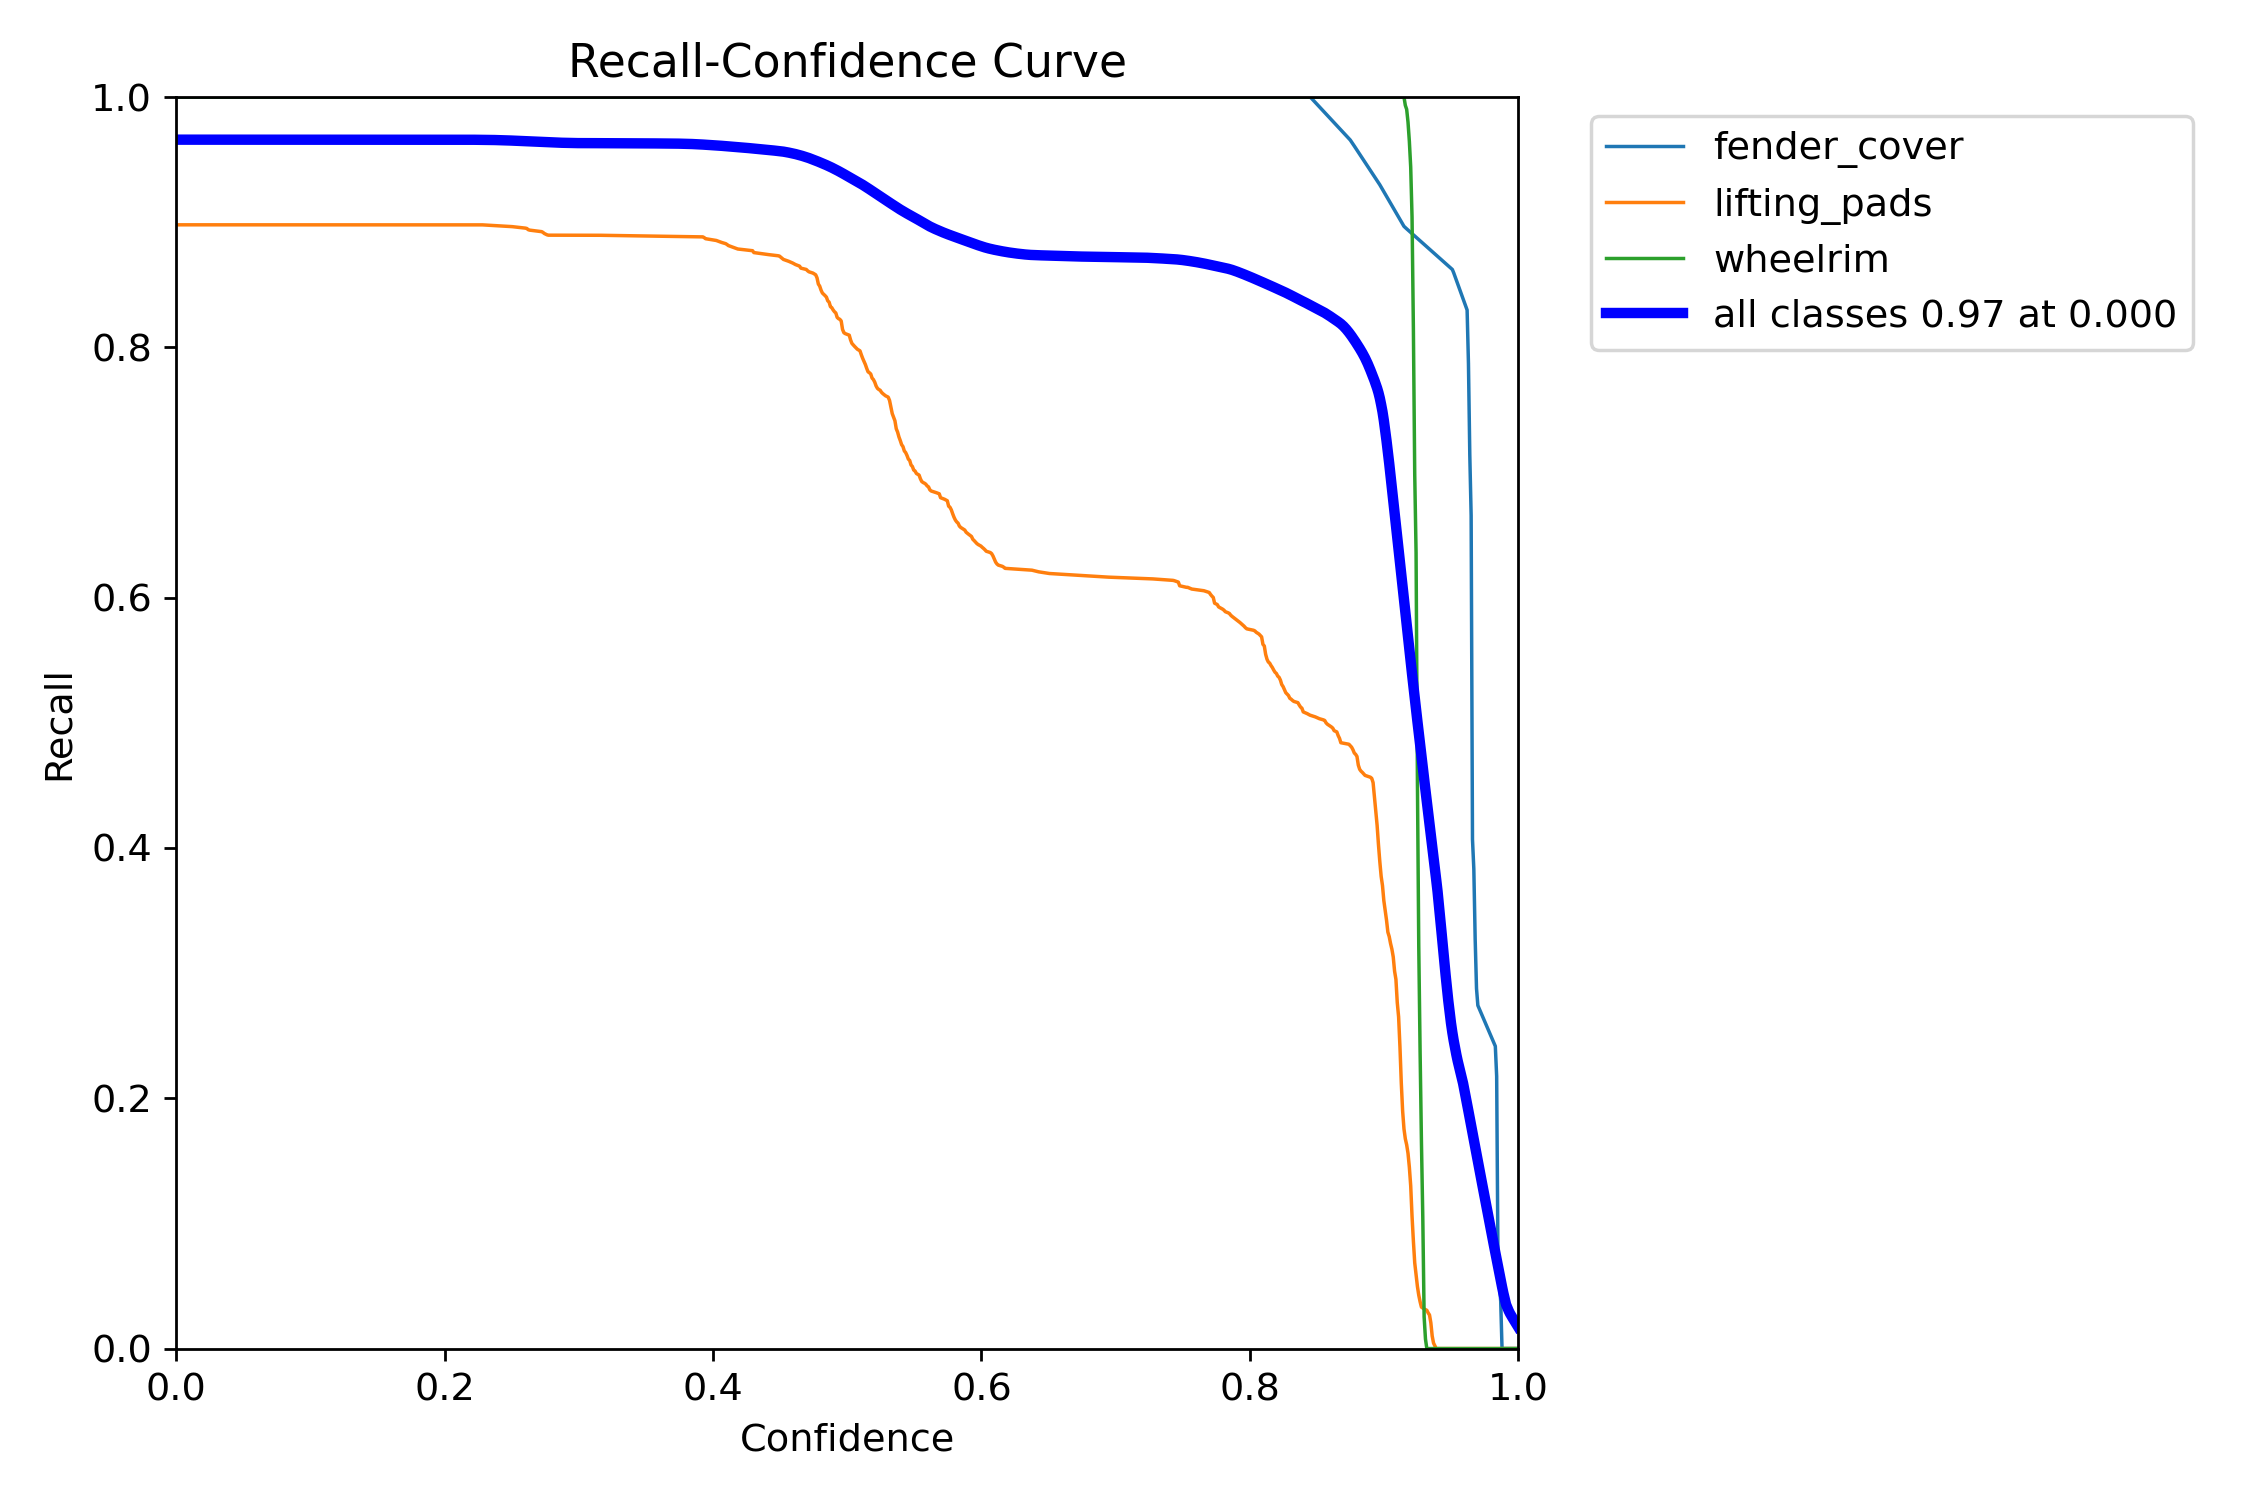 Recall-Confidence Curve
1.0
0.8
0.6
0.4
0.2
0.0
Recall
0.0 0.2 0.4 0.6 0.8 1.0
Confidence
fender_cover
lifting_pads
wheelrim
all classes 0.97 at 0.000